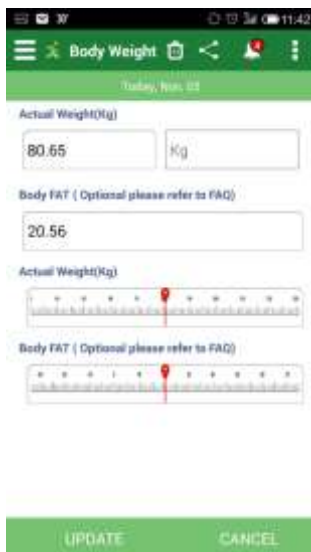 11:42
Body Weight
4
Today, Nov. 03
Actual Weight(Kg)
80.65
Kg
Body FAT ( Optional please refer to FAQ)
20.56
Actual Weight(Kg)
Body FAT ( Optional please refer to FAQ)
UPDATE
CANCEL